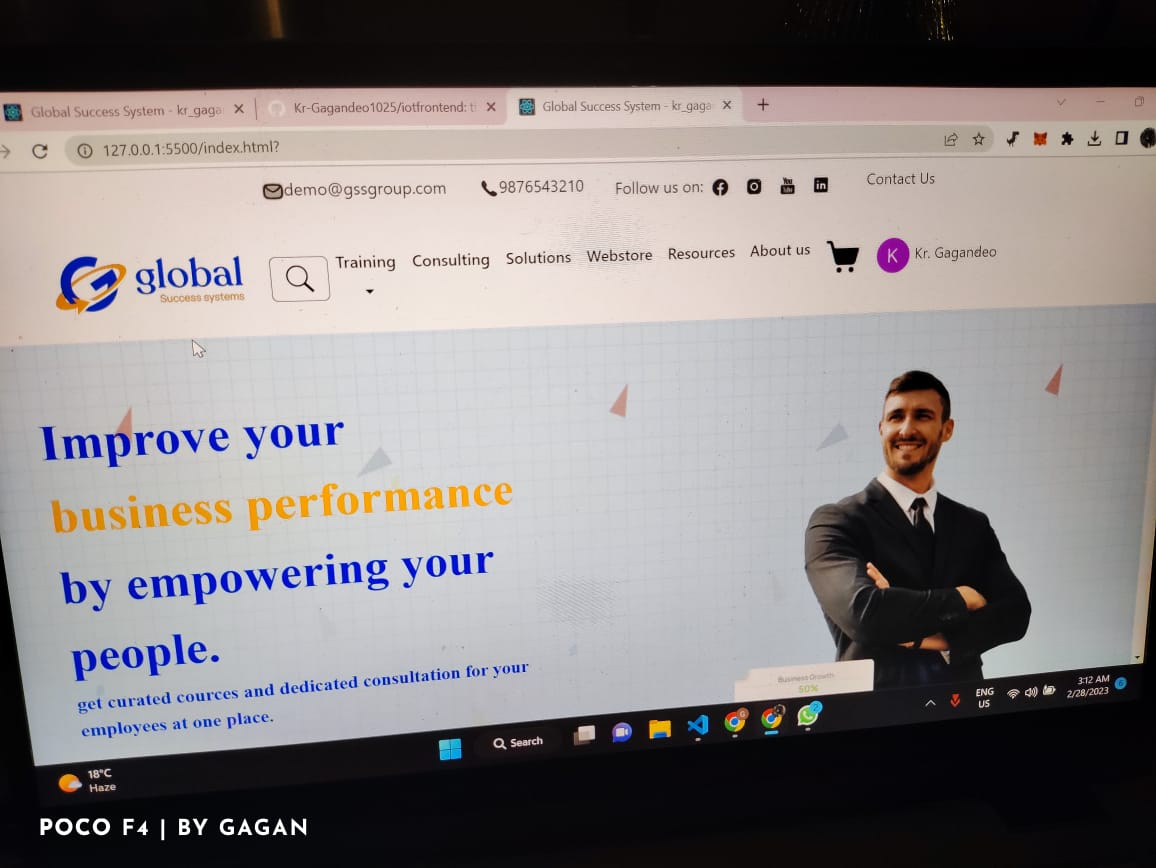 Global Success System - kr_gaga
Kr-Gagandeo1025/iotfrontend: t
Global Success System - kr_gaga
127.0.0.1:5500/index.html?
demo@gssgroup.com 9876543210 Follow us on: Contact Us
global
Success systems
Training Consulting Solutions Webstore Resources About us K Kr. Gagandeo
Improve your
business performance
by empowering your
people.
get curated cources and dedicated consultation for your
employees at one place.
Business Growth
50%
18°C
Haze
Search
ENG
US
3:12 AM
2/28/2023
POCO F4 | BY GAGAN